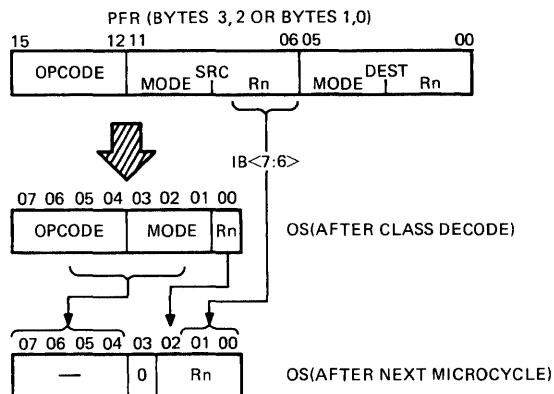 PFR (BYTES 3, 2 OR BYTES 1,0)
15 12 11 06 05 00
OPCODE SRC DEST
MODE Rn MODE Rn
IB<7:6>
07 06 05 04 03 02 01 00
OPCODE MODE Rn OS(AFTER CLASS DECODE)
07 06 05 04 03 02 01 00
— 0 Rn OS(AFTER NEXT MICROCYCLE)